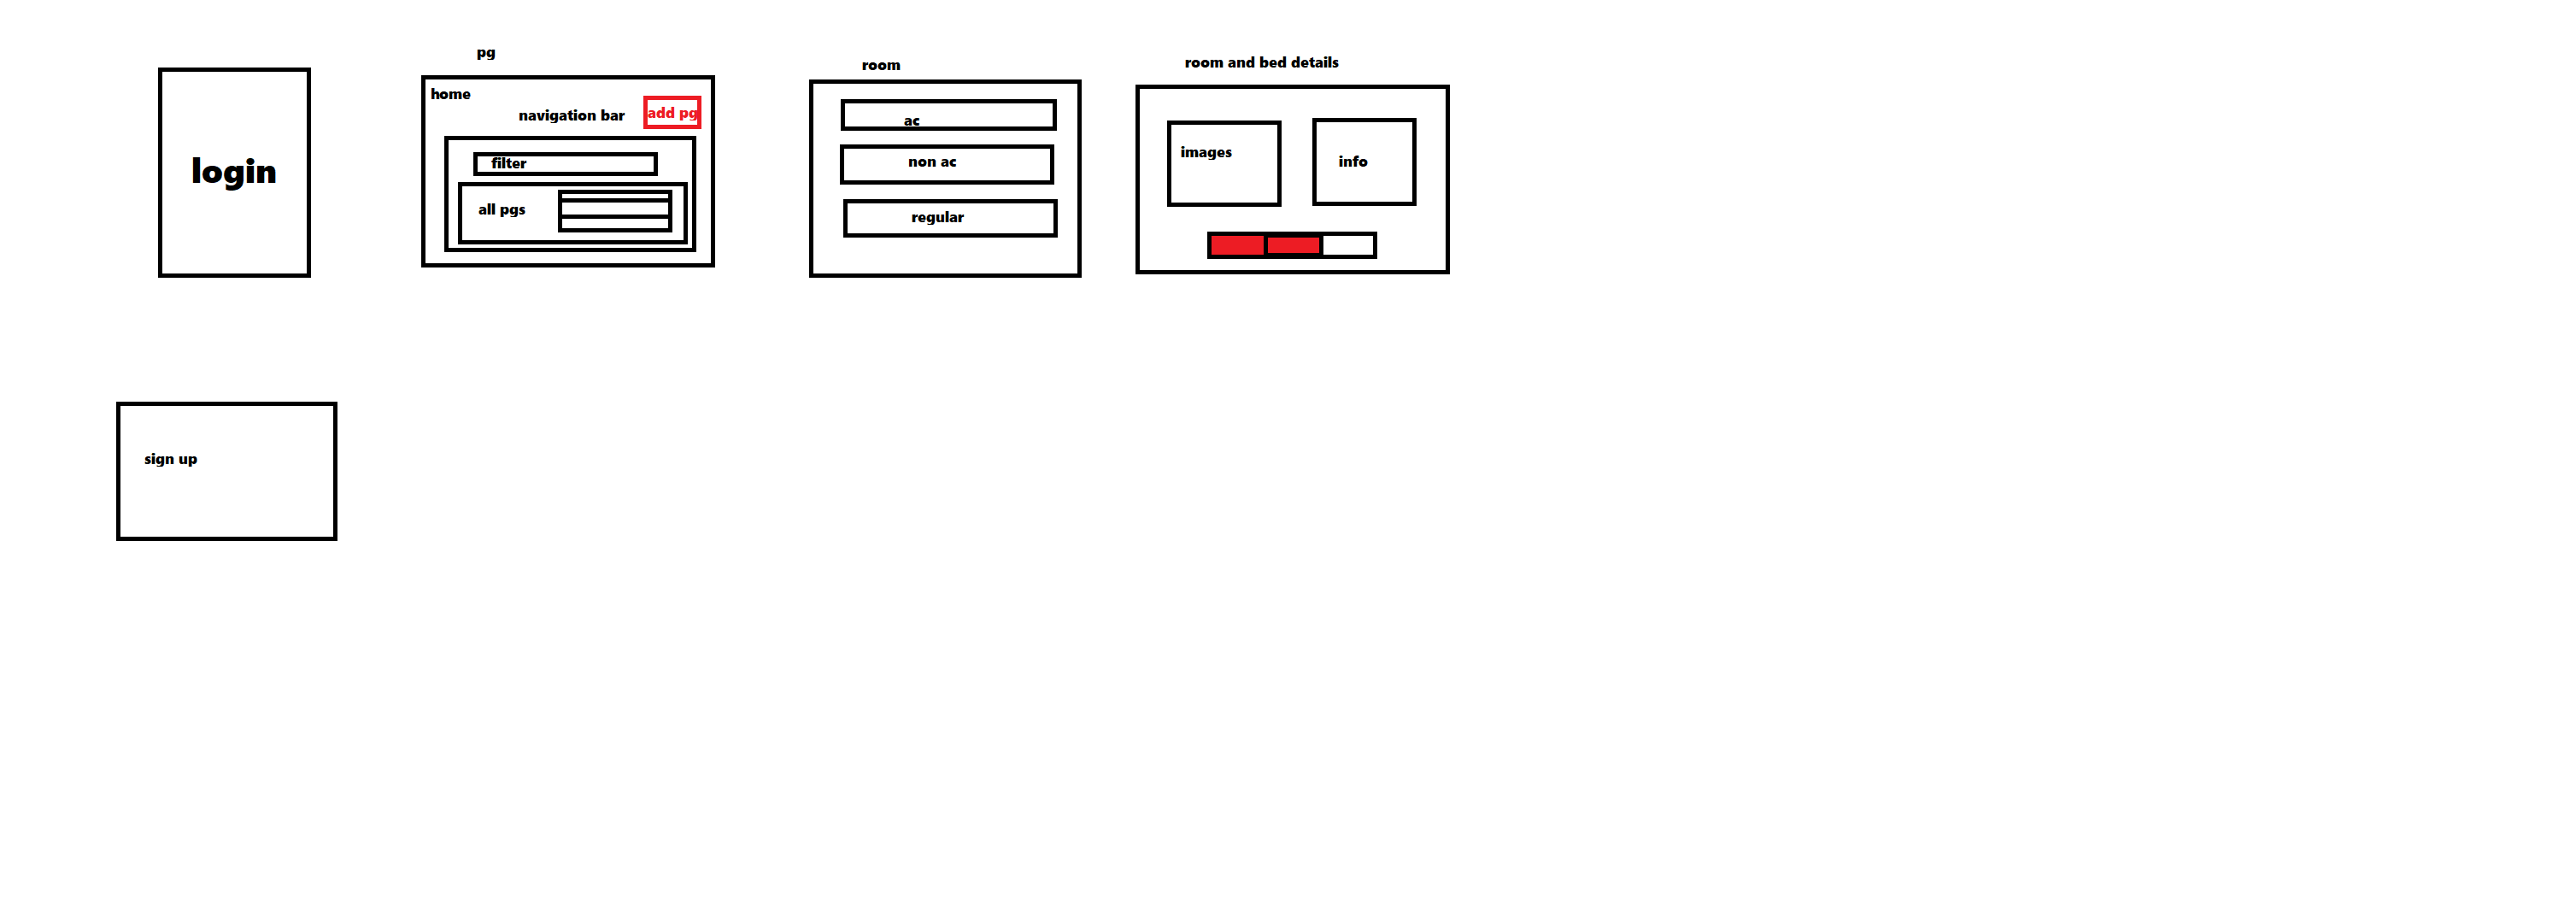 login
pg
home
navigation bar
add pg
filter
all pgs
room
ac
non ac
regular
room and bed details
images
info
sign up